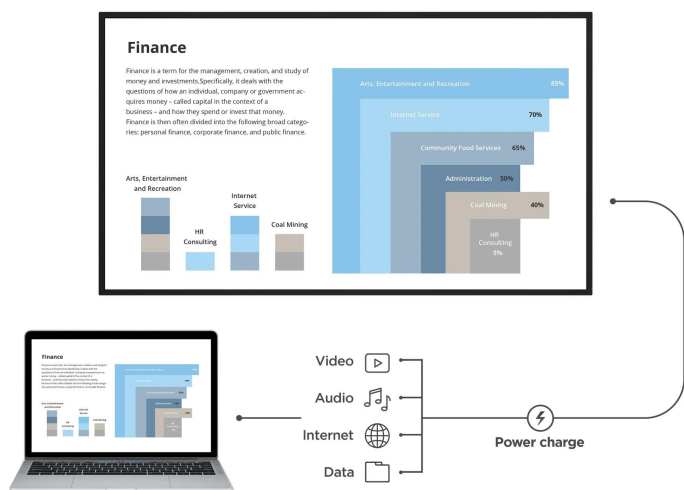 Finance
Finance is a term for the management, creation, and study of
money and investments.Specifically, it deals with the
questions of how an individual, company or government ac-
quires money – called capital in the context of a
business – and how they spend or invest that money.
Finance is then often divided into the following broad catego-
ries; personal finance, corporate finance, and public finance.
Arts, Entertainment
and Recreation
HR
Consulting
Internet
Service
Coal Mining
Arts, Entertainment and Recreation 85%
Internet Service 70%
Community Food Services 65%
Administration 50%
Coal Mining 40%
HR
Consulting
5%
Finance
Video
Audio
Internet
Data
Power charge